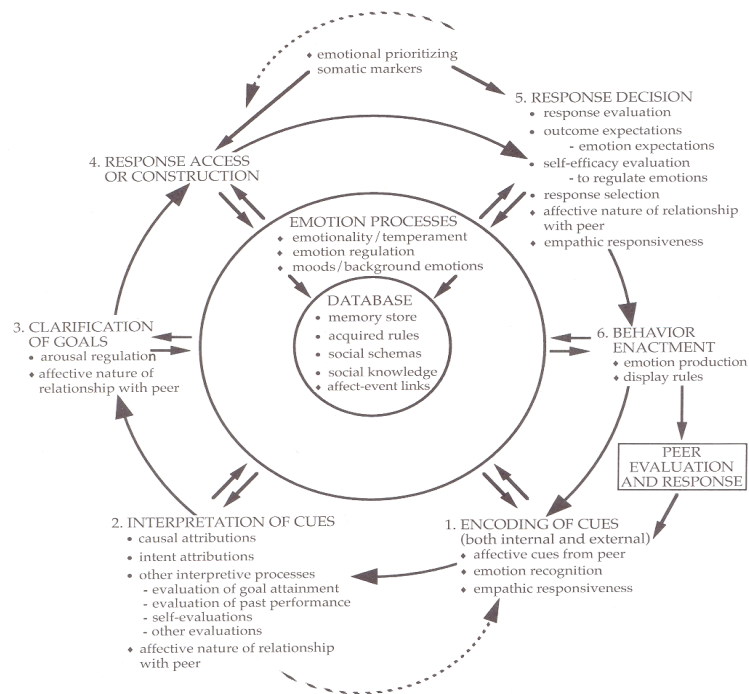 ♦ emotional prioritizing
somatic markers
5. RESPONSE DECISION
• response evaluation
• outcome expectations
- emotion expectations
• self-efficacy evaluation
- to regulate emotions
• response selection
♦ affective nature of relationship
with peer
♦ empathic responsiveness
4. RESPONSE ACCESS
OR CONSTRUCTION
EMOTION PROCESSES
♦ emotionality/temperament
♦ emotion regulation
♦ moods/background emotions
DATABASE
• memory store
• acquired rules
• social schemas
• social knowledge
♦ affect-event links
3. CLARIFICATION
OF GOALS
• arousal regulation
♦ affective nature of
relationship with peer
6. BEHAVIOR
ENACTMENT
♦ emotion production
♦ display rules
PEER
EVALUATION
AND RESPONSE
2. INTERPRETATION OF CUES
• causal attributions
• intent attributions
• other interpretive processes
- evaluation of goal attainment
- evaluation of past performance
- self-evaluations
- other evaluations
♦ affective nature of relationship
with peer
1. ENCODING OF CUES
(both internal and external)
♦ affective cues from peer
♦ emotion recognition
♦ empathic responsiveness